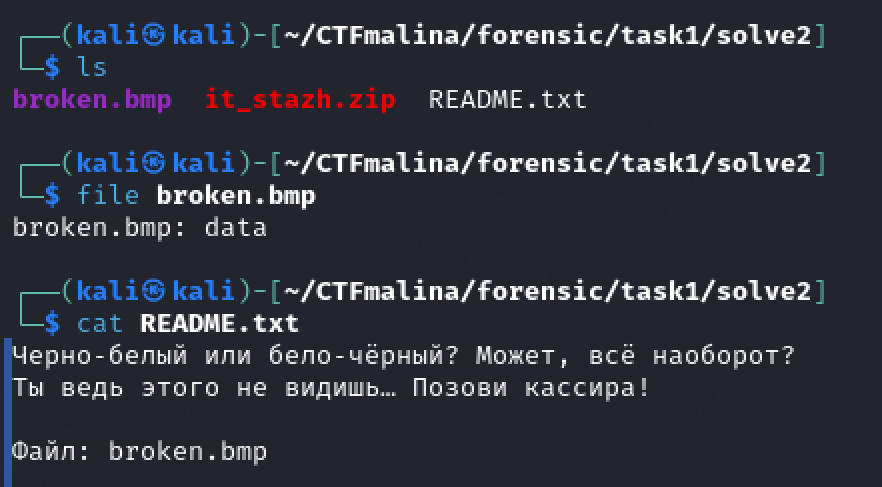 ┌──(kali㉿kali)-[~/CTFmalina/forensic/task1/solve2]
└─$ ls
broken.bmp  it_stazh.zip  README.txt
┌──(kali㉿kali)-[~/CTFmalina/forensic/task1/solve2]
└─$ file broken.bmp
broken.bmp: data
┌──(kali㉿kali)-[~/CTFmalina/forensic/task1/solve2]
└─$ cat README.txt
Черно-белый или бело-чёрный? Может, всё наоборот?
Ты ведь этого не видишь… Позови кассира!
Файл: broken.bmp